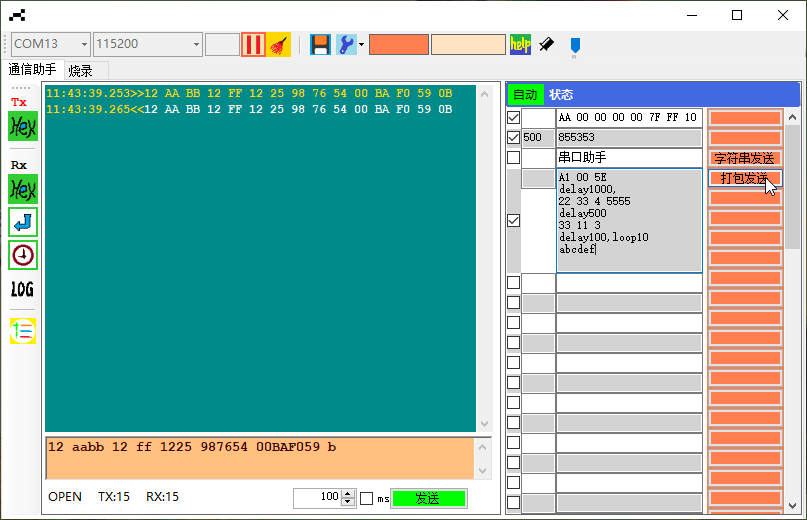 COM13 115200 help
通信助手 烧录
Tx
Hex
Rx
Hex
LOG
11:43:39.253>>12 AA BB 12 FF 12 25 98 76 54 00 BA F0 59 0B
11:43:39.265<<12 AA BB 12 FF 12 25 98 76 54 00 BA F0 59 0B
12 aabb 12 ff 1225 987654 00BAF059 b
OPEN TX:15 RX:15 100 ms 发送
自动 状态
AA 00 00 00 00 7F FF 10
500 855353
串口助手 字符串发送
打包发送
A1 00 5E
delay1000,
22 33 4 5555
delay500
33 11 3
delay100,loop10
abcdef